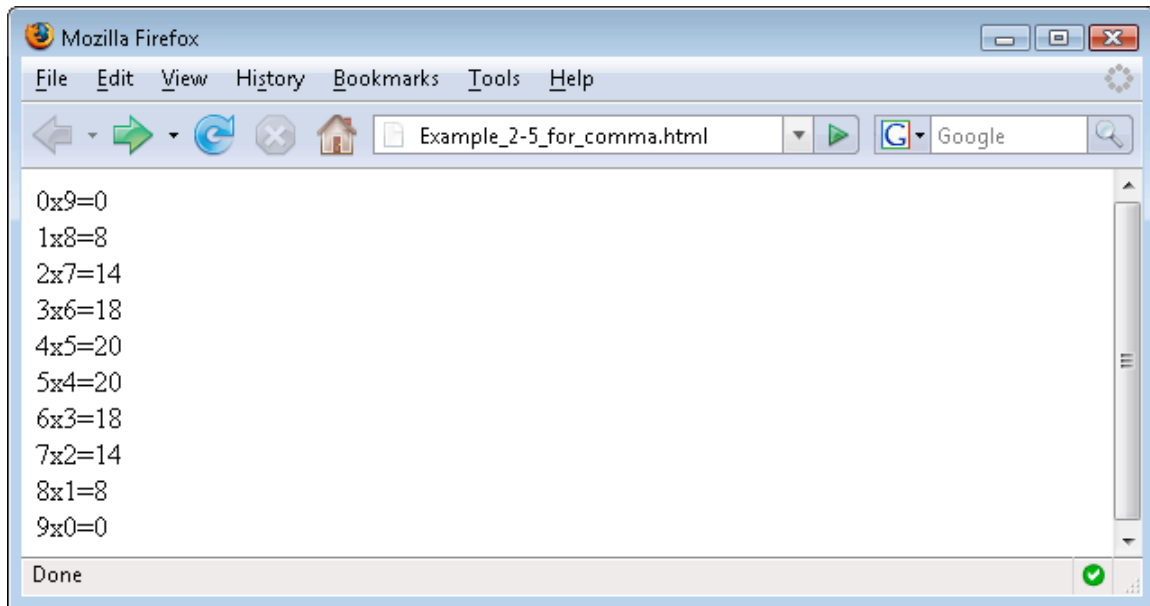 Mozilla Firefox
File Edit View History Bookmarks Tools Help
Example_2-5_for_comma.html G Google
0x9=0
1x8=8
2x7=14
3x6=18
4x5=20
5x4=20
6x3=18
7x2=14
8x1=8
9x0=0
Done